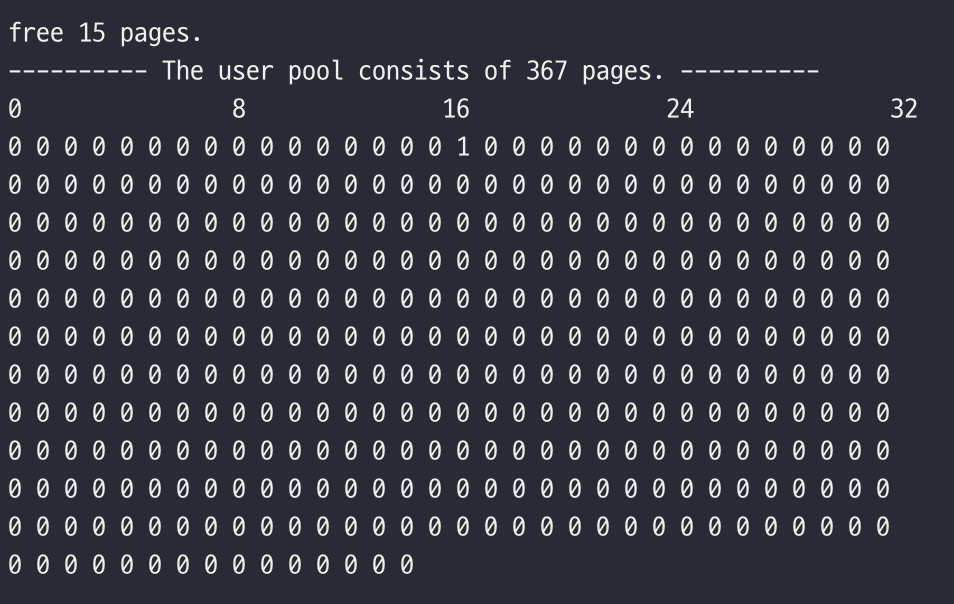 free 15 pages.
---------- The user pool consists of 367 pages. ----------
0               8              16              24              32
0 0 0 0 0 0 0 0 0 0 0 0 0 0 0 0 1 0 0 0 0 0 0 0 0 0 0 0 0 0 0 0
0 0 0 0 0 0 0 0 0 0 0 0 0 0 0 0 0 0 0 0 0 0 0 0 0 0 0 0 0 0 0 0
0 0 0 0 0 0 0 0 0 0 0 0 0 0 0 0 0 0 0 0 0 0 0 0 0 0 0 0 0 0 0 0
0 0 0 0 0 0 0 0 0 0 0 0 0 0 0 0 0 0 0 0 0 0 0 0 0 0 0 0 0 0 0 0
0 0 0 0 0 0 0 0 0 0 0 0 0 0 0 0 0 0 0 0 0 0 0 0 0 0 0 0 0 0 0 0
0 0 0 0 0 0 0 0 0 0 0 0 0 0 0 0 0 0 0 0 0 0 0 0 0 0 0 0 0 0 0 0
0 0 0 0 0 0 0 0 0 0 0 0 0 0 0 0 0 0 0 0 0 0 0 0 0 0 0 0 0 0 0 0
0 0 0 0 0 0 0 0 0 0 0 0 0 0 0 0 0 0 0 0 0 0 0 0 0 0 0 0 0 0 0 0
0 0 0 0 0 0 0 0 0 0 0 0 0 0 0 0 0 0 0 0 0 0 0 0 0 0 0 0 0 0 0 0
0 0 0 0 0 0 0 0 0 0 0 0 0 0 0 0 0 0 0 0 0 0 0 0 0 0 0 0 0 0 0 0
0 0 0 0 0 0 0 0 0 0 0 0 0 0 0 0 0 0 0 0 0 0 0 0 0 0 0 0 0 0 0 0
0 0 0 0 0 0 0 0 0 0 0 0 0 0 0